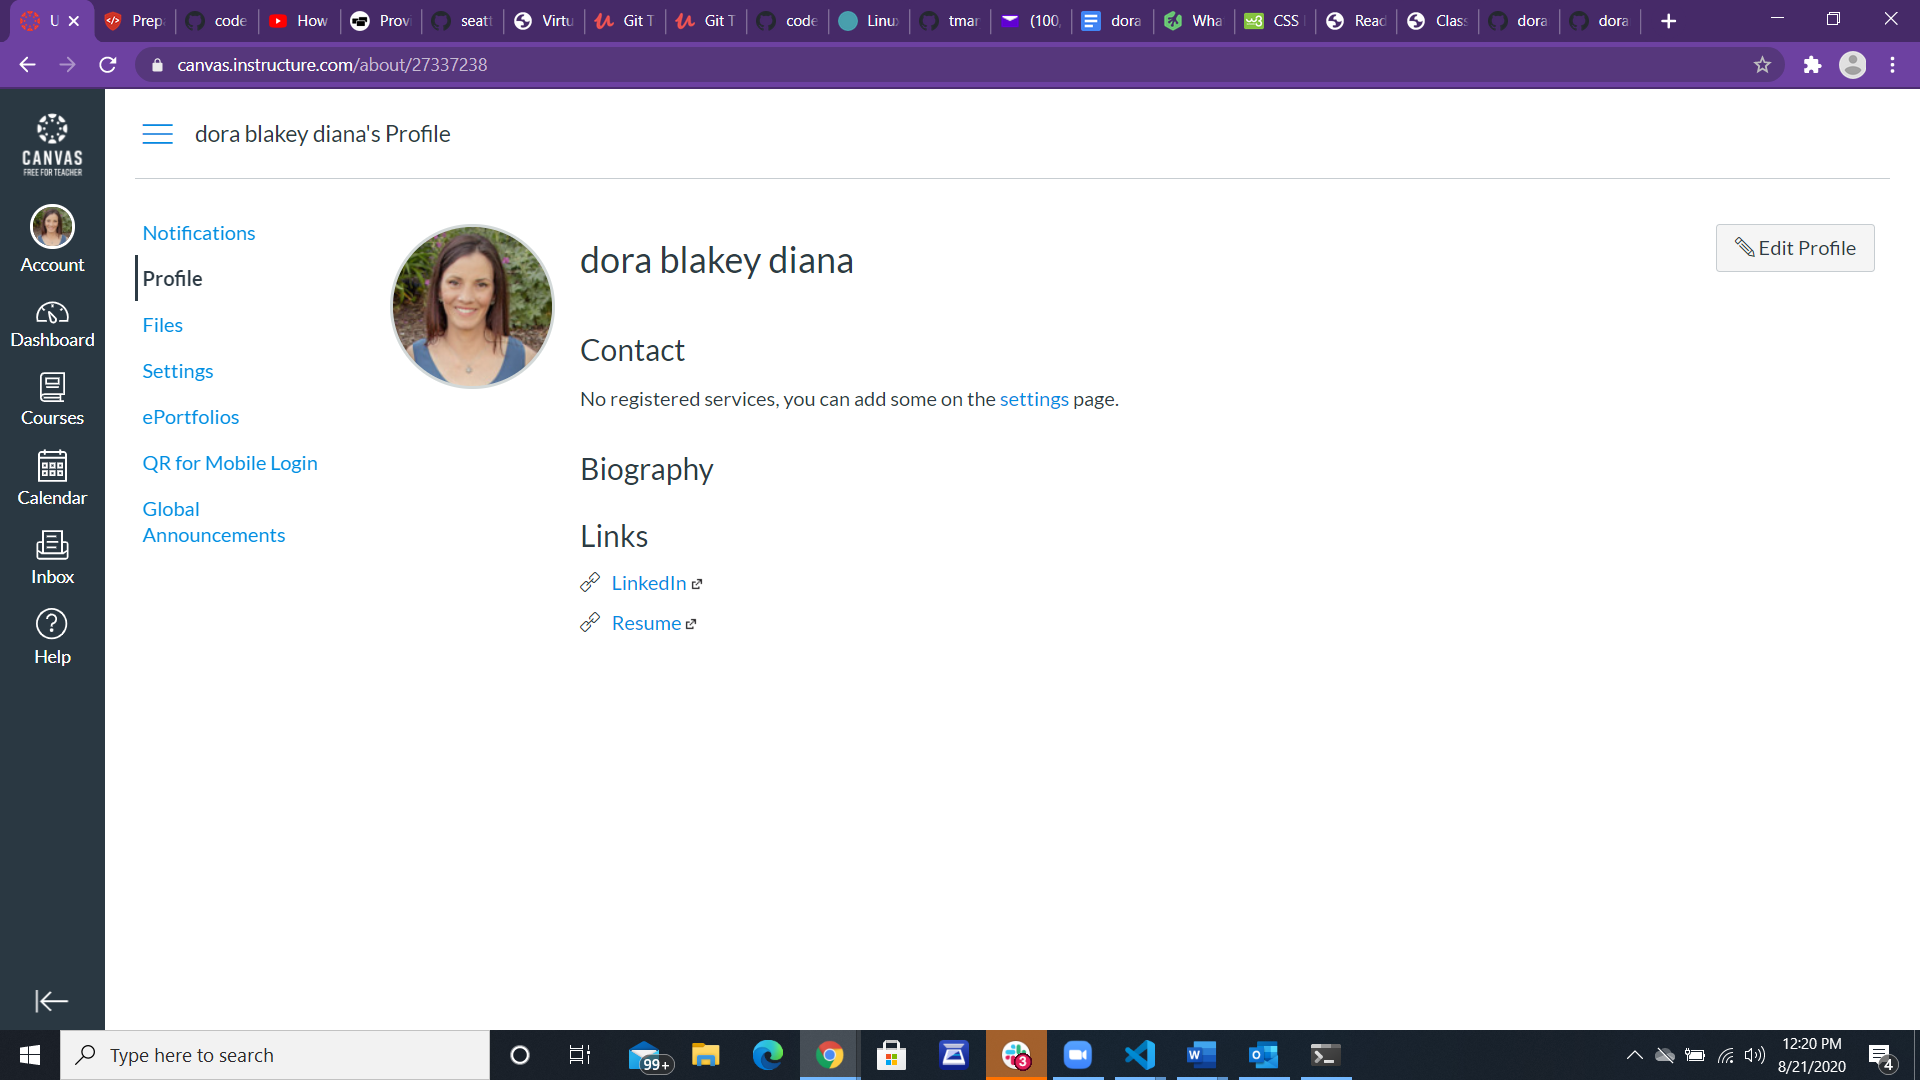 U
Prep
code
How
Provi
seatt
Virtu
Git T
Git T
code
Linu
tmar
(100,
dora
Wha
CSS
Read
Class
dora
dora
canvas.instructure.com/about/27337238
CANVAS
FREE FOR TEACHER
Account
Dashboard
Courses
Calendar
Inbox
Help
dora blakey diana's Profile
Notifications
Profile
Files
Settings
ePortfolios
QR for Mobile Login
Global
Announcements
dora blakey diana
Edit Profile
Contact
No registered services, you can add some on the settings page.
Biography
Links
LinkedIn
Resume
Type here to search
99+
3
12:20 PM
8/21/2020
4